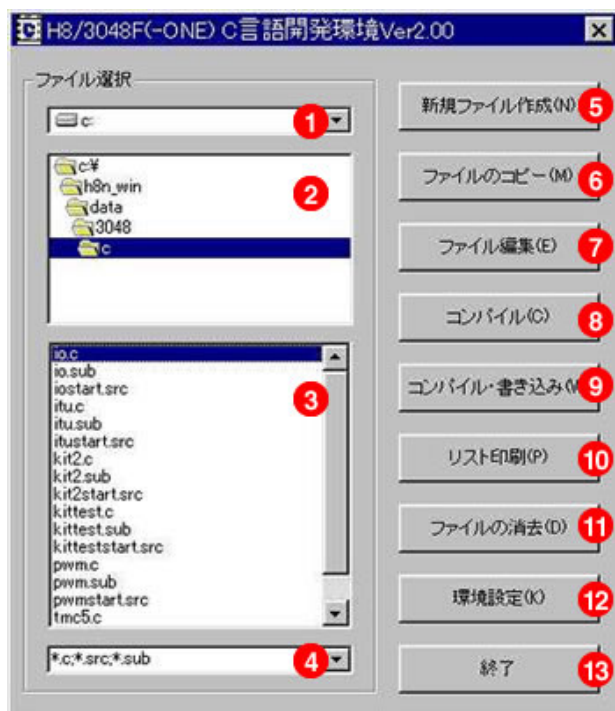 H8/3048F(-ONE) C言語開発環境Ver2.00
ファイル選択
c:
1
c:¥
h8n_win
data
3048
c
2
io.c
io.sub
iostart.src
itu.c
itu.sub
itustart.src
kit2.c
kit2.sub
kit2start.src
kittest.c
kittest.sub
kitteststart.src
pwm.c
pwm.sub
pwmstart.src
tmc5.c
3
*.c;*.src;*.sub
4
新規ファイル作成(N)
5
ファイルのコピー(M)
6
ファイル編集(E)
7
コンパイル(C)
8
コンパイル・書き込み(
9
リスト印刷(P)
10
ファイルの消去(D)
11
環境設定(K)
12
終了
13